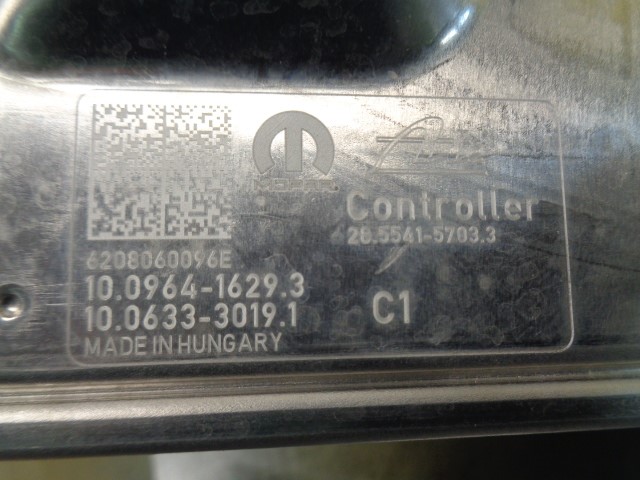 Controller
28.5541-5703.3
6208060096E
10.0964-1629.3
10.0633-3019.1
C1
MADE IN HUNGARY